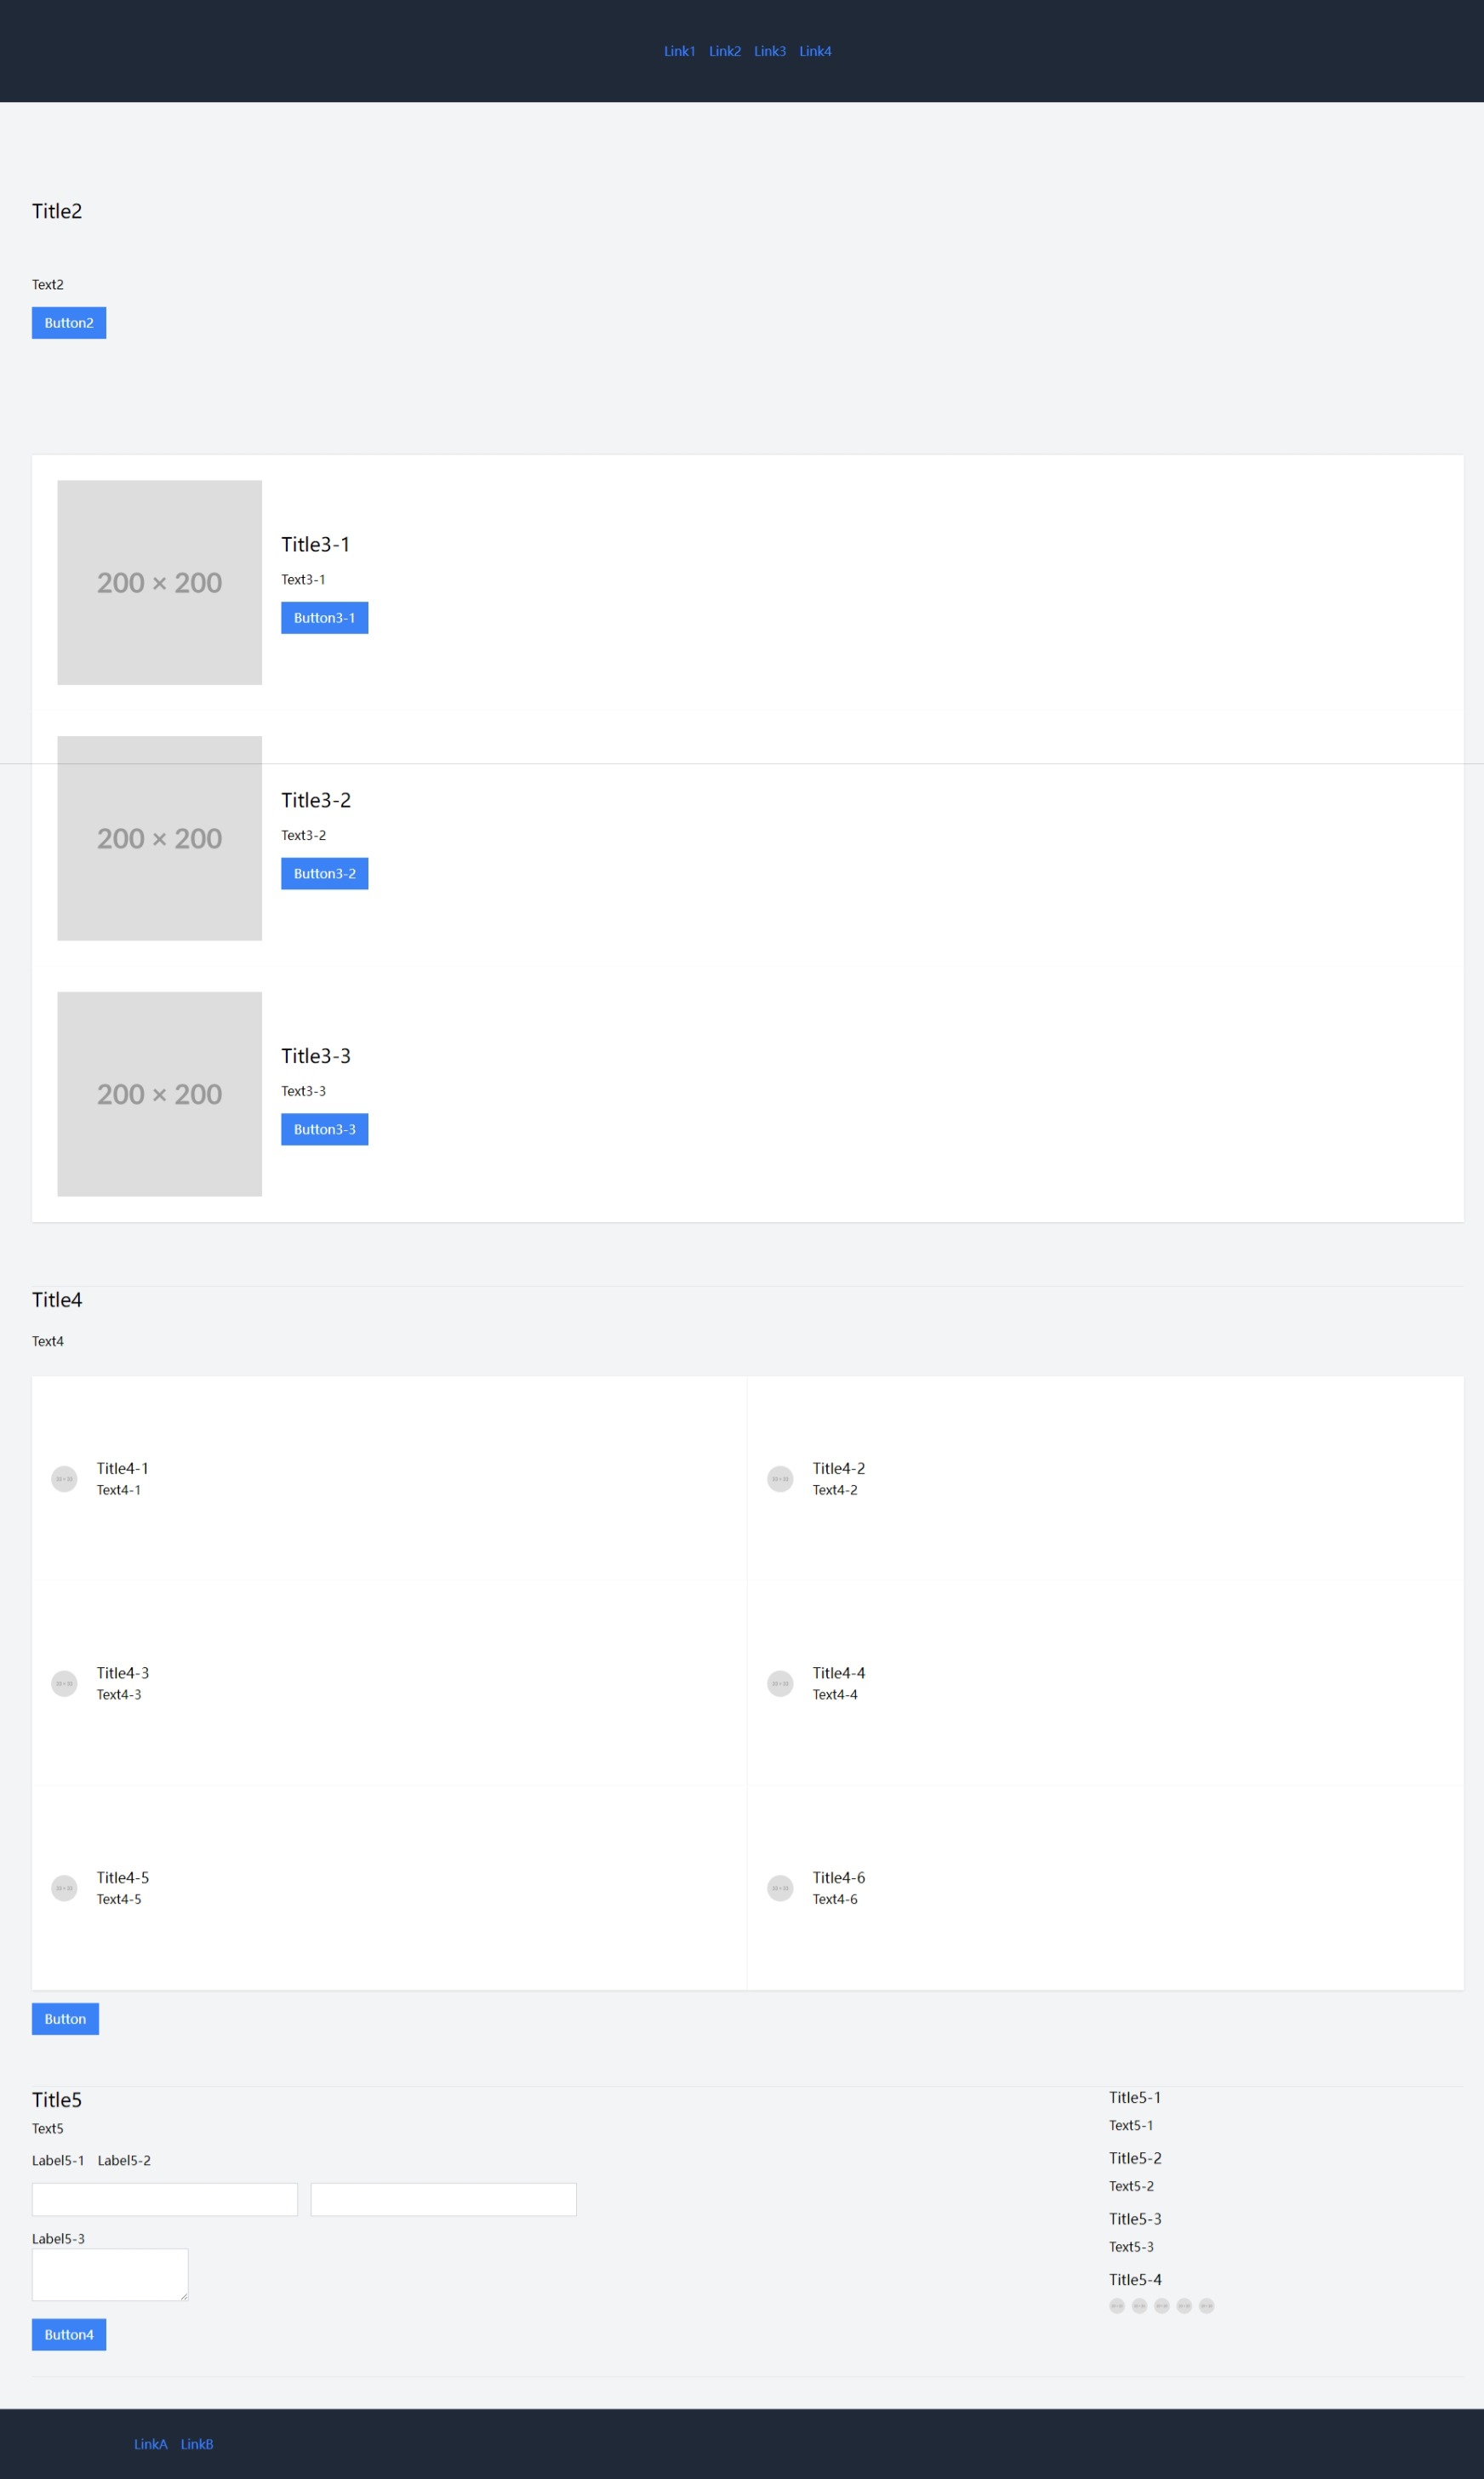 Link1 Link2 Link3 Link4
Title2
Text2
Button2
200 × 200
Title3-1
Text3-1
Button3-1
200 × 200
Title3-2
Text3-2
Button3-2
200 × 200
Title3-3
Text3-3
Button3-3
Title4
Text4
Title4-1
Text4-1
Title4-2
Text4-2
Title4-3
Text4-3
Title4-4
Text4-4
Title4-5
Text4-5
Title4-6
Text4-6
Button
Title5
Text5
Label5-1 Label5-2
Label5-3
Button4
Title5-1
Text5-1
Title5-2
Text5-2
Title5-3
Text5-3
Title5-4
LinkA LinkB